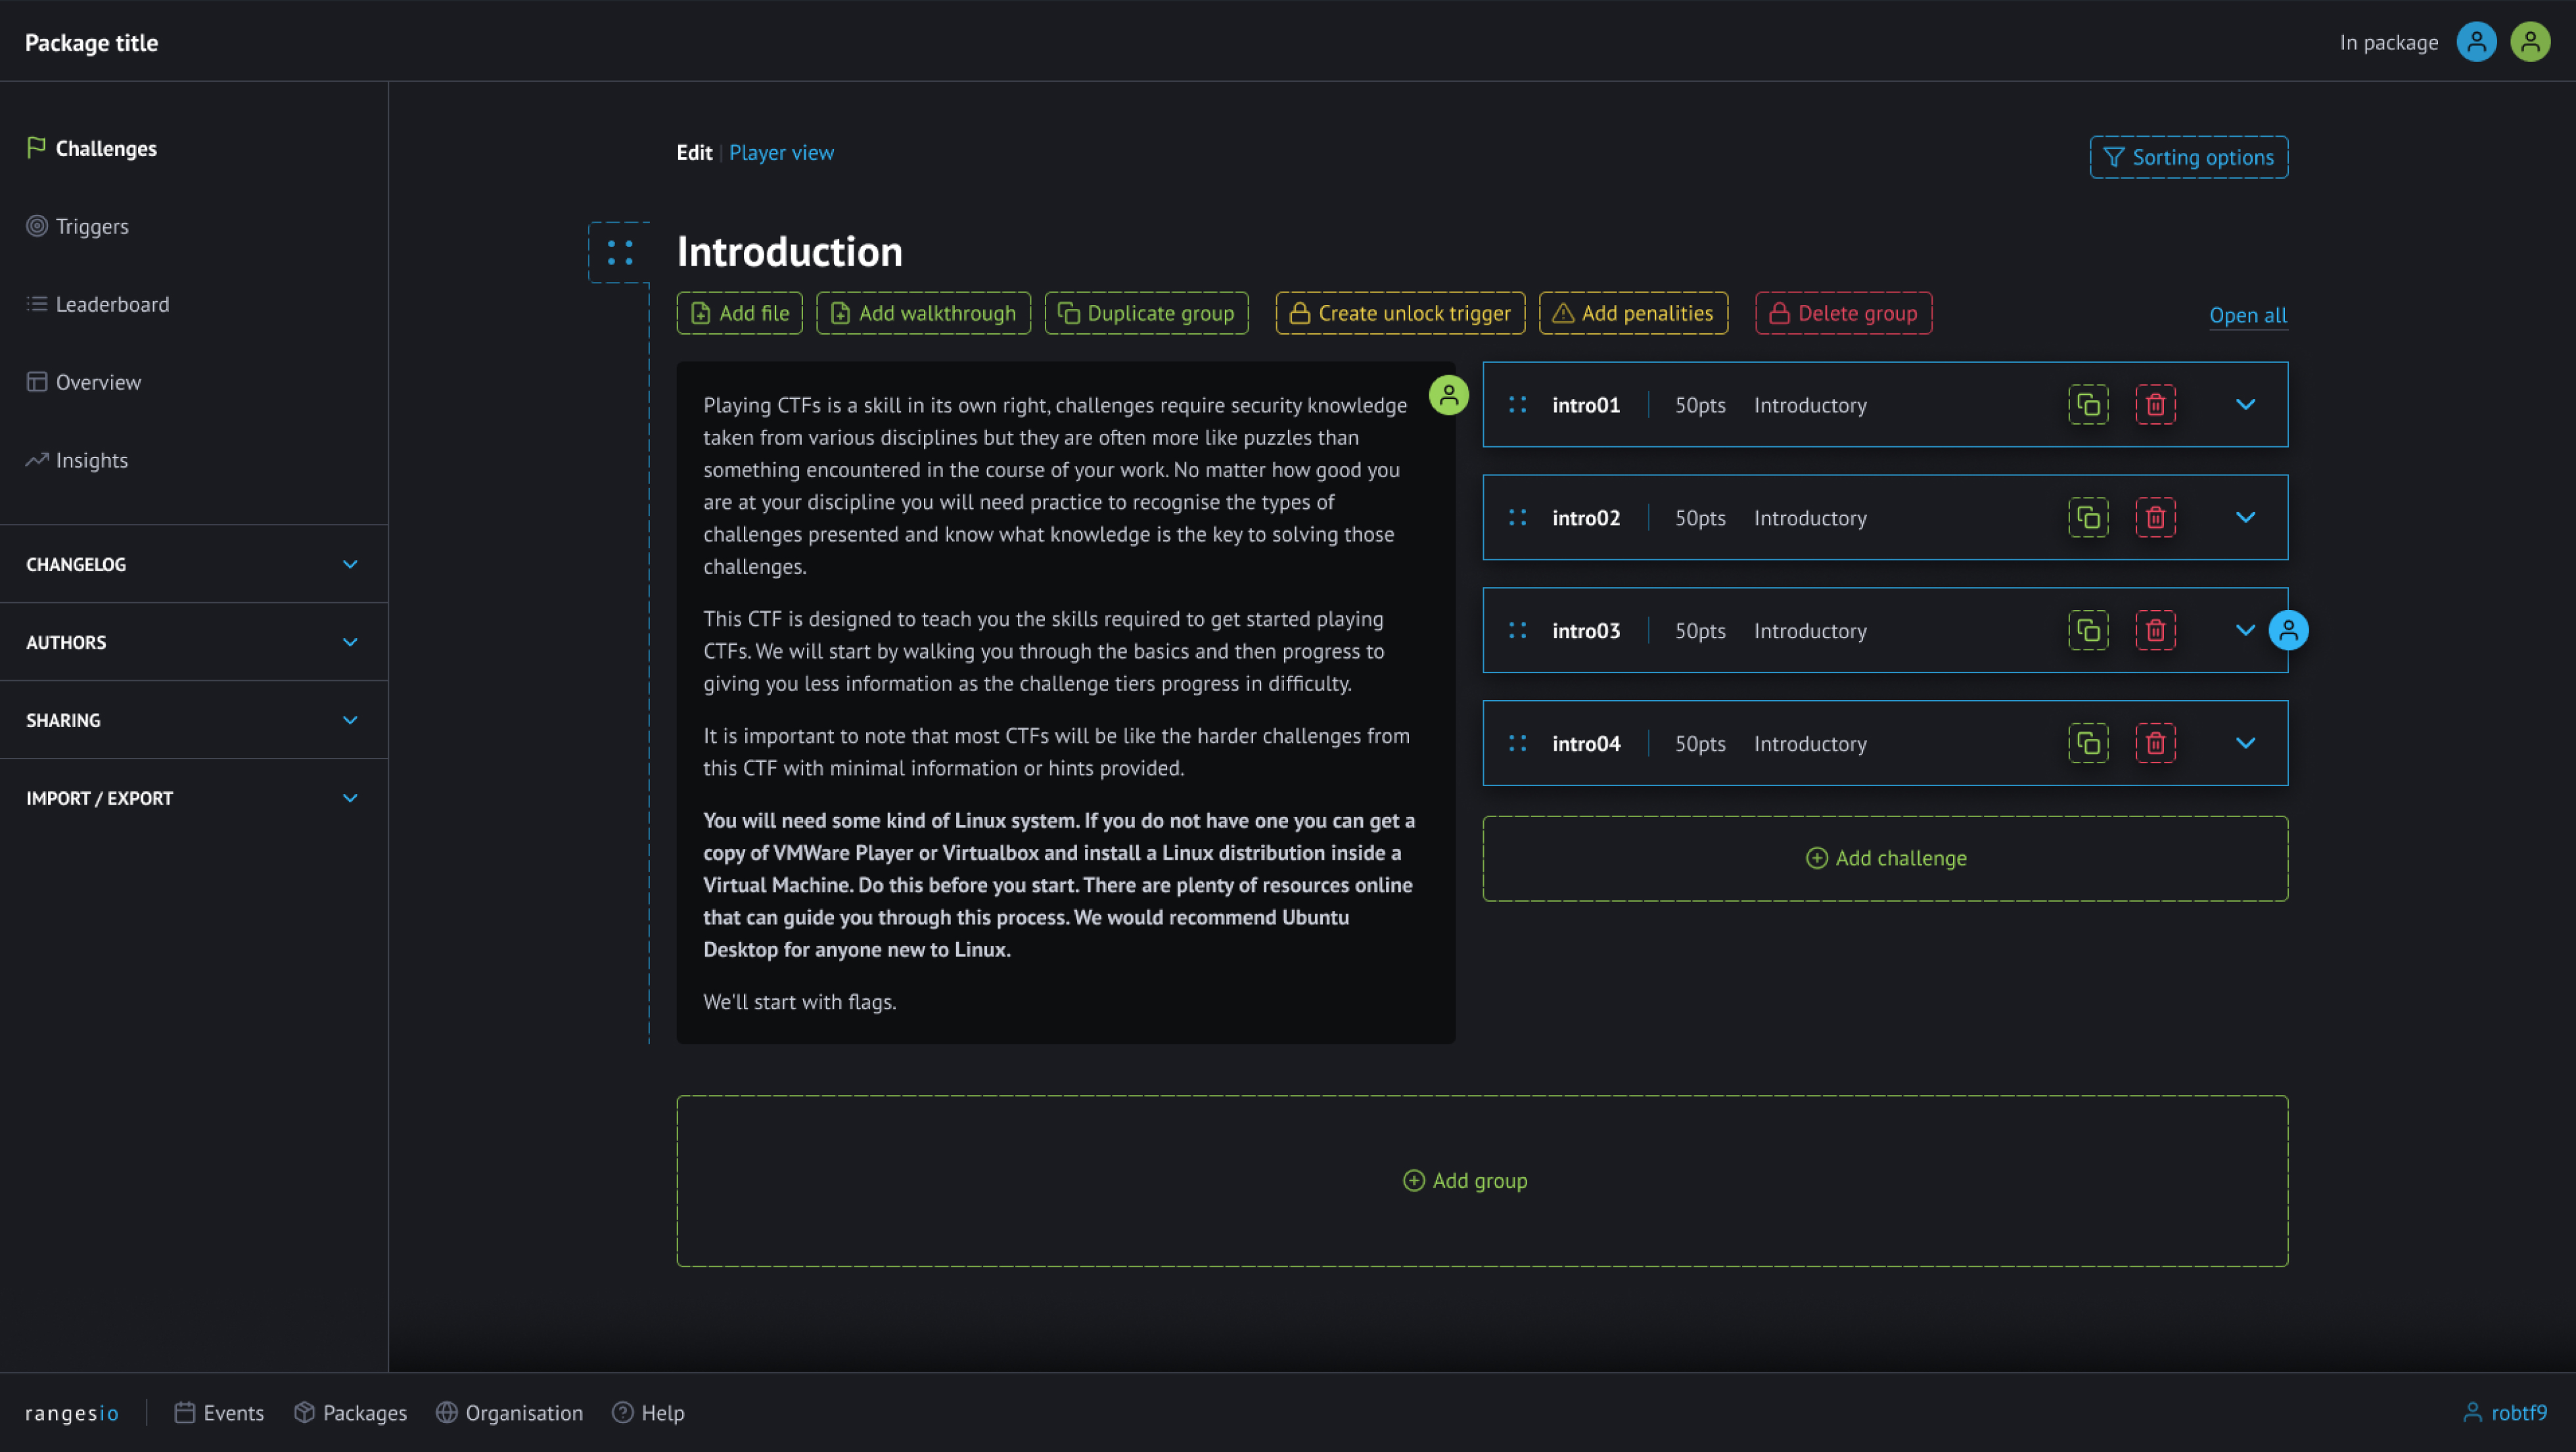 Package title
In package
Challenges
Triggers
Leaderboard
Overview
Insights
CHANGELOG
AUTHORS
SHARING
IMPORT / EXPORT
Edit | Player view
Sorting options
Introduction
Add file
Add walkthrough
Duplicate group
Create unlock trigger
Add penalities
Delete group
Open all
Playing CTFs is a skill in its own right, challenges require security knowledge
taken from various disciplines but they are often more like puzzles than
something encountered in the course of your work. No matter how good you
are at your discipline you will need practice to recognise the types of
challenges presented and know what knowledge is the key to solving those
challenges.
This CTF is designed to teach you the skills required to get started playing
CTFs. We will start by walking you through the basics and then progress to
giving you less information as the challenge tiers progress in difficulty.
It is important to note that most CTFs will be like the harder challenges from
this CTF with minimal information or hints provided.
You will need some kind of Linux system. If you do not have one you can get a
copy of VMWare Player or Virtualbox and install a Linux distribution inside a
Virtual Machine. Do this before you start. There are plenty of resources online
that can guide you through this process. We would recommend Ubuntu
Desktop for anyone new to Linux.
We'll start with flags.
intro01 50pts Introductory
intro02 50pts Introductory
intro03 50pts Introductory
intro04 50pts Introductory
Add challenge
Add group
rangesio
Events
Packages
Organisation
Help
robtf9